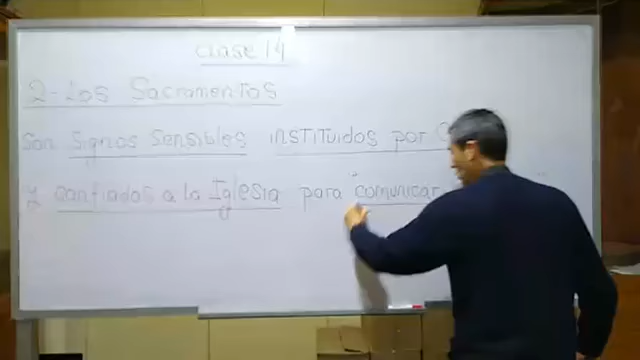 clase 14
2-Los Sacramentos
Son signos sensibles instituidos por
y confiados a la Iglesia para "comunicar